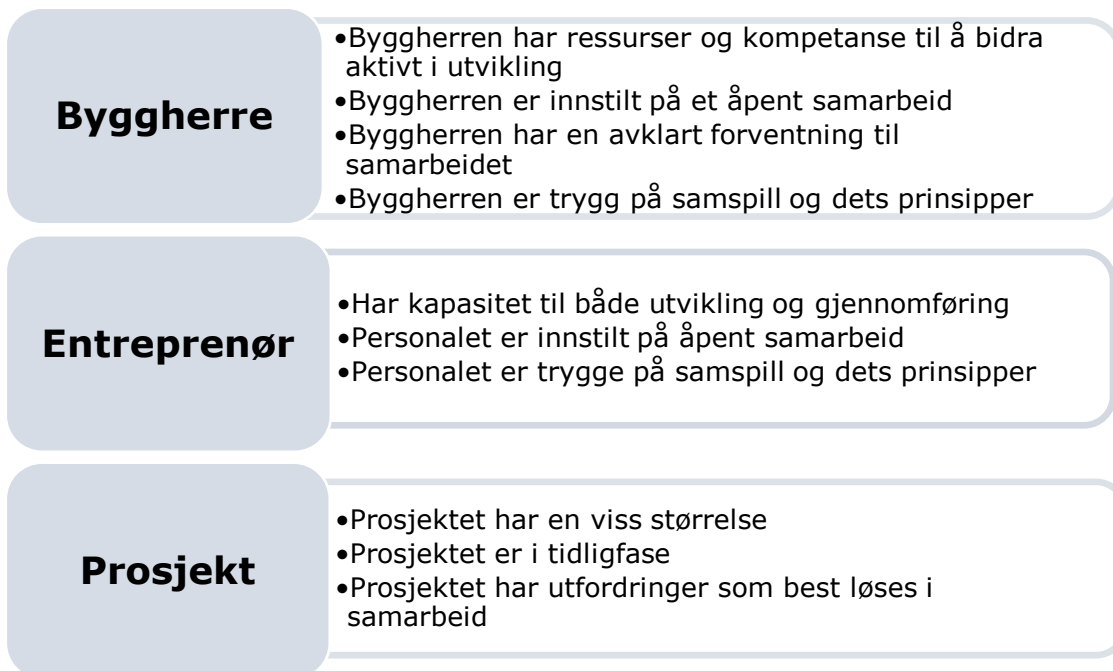 Byggherre
•Byggherren har ressurser og kompetanse til å bidra
aktivt i utvikling
•Byggherren er innstilt på et åpent samarbeid
•Byggherren har en avklart forventning til
samarbeidet
•Byggherren er trygg på samspill og dets prinsipper
Entreprenør
•Har kapasitet til både utvikling og gjennomføring
•Personalet er innstilt på åpent samarbeid
•Personalet er trygge på samspill og dets prinsipper
Prosjekt
•Prosjektet har en viss størrelse
•Prosjektet er i tidligfase
•Prosjektet har utfordringer som best løses i
samarbeid